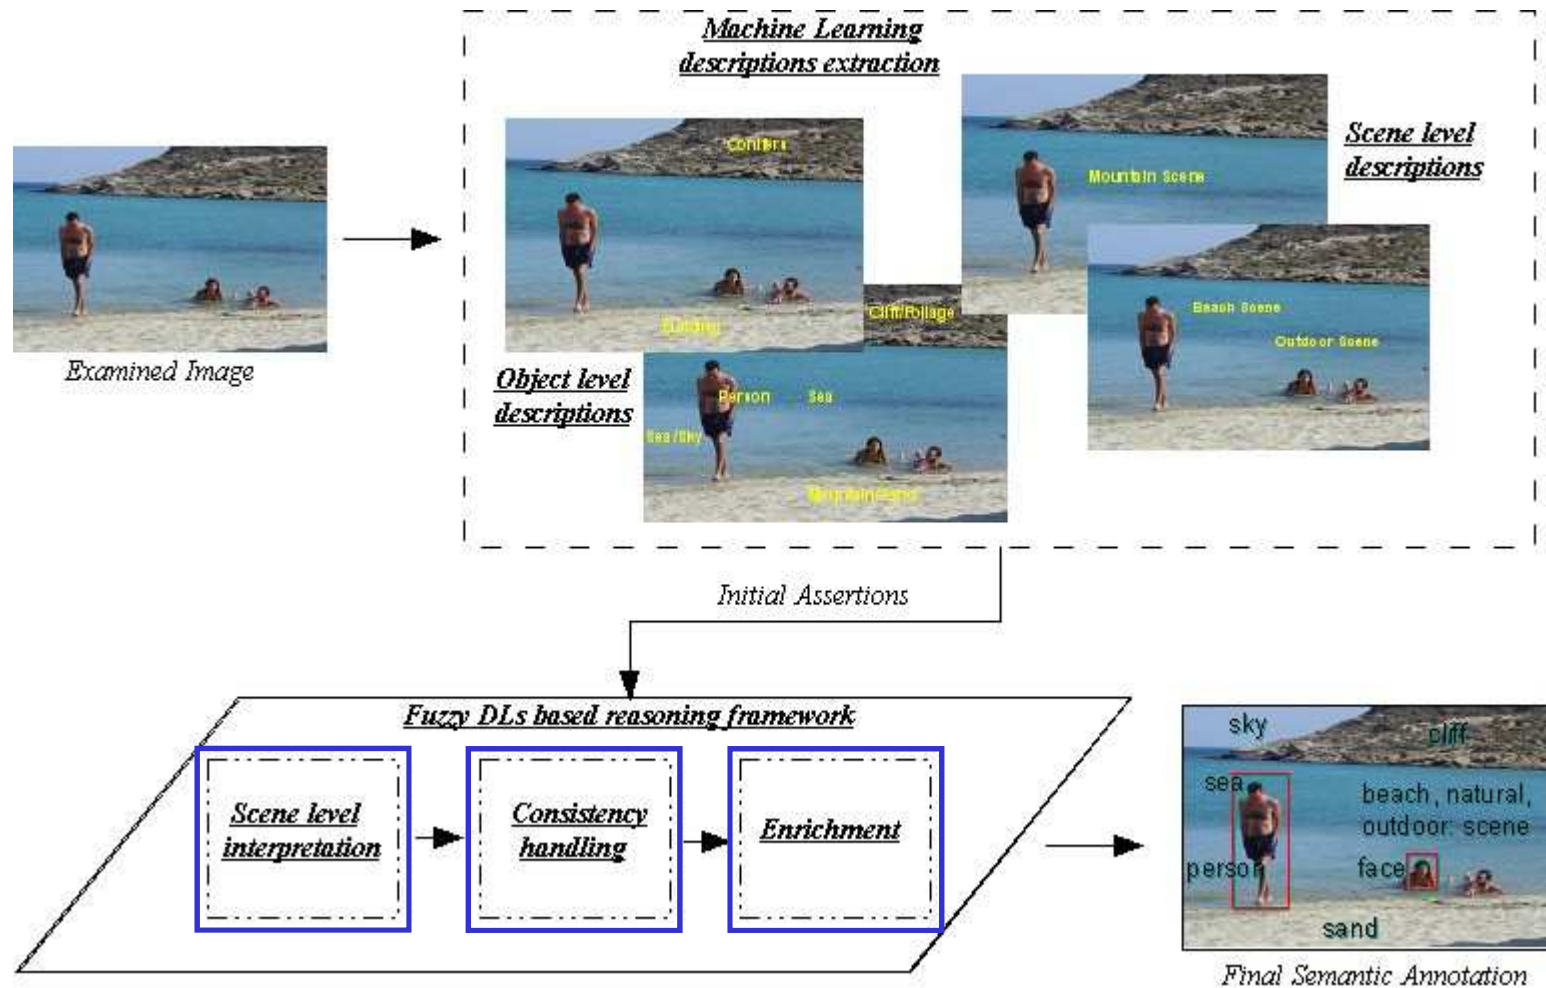 Machine Learning
descriptions extraction
Scene level
descriptions
Conifers
Mountain Scene
Building
Beach Scene
Outdoor Scene
Examined Image
Object level
descriptions
Cliff/Foliage
Person
Sea
Sea/Sky
Initial Assertions
Fuzzy DLs based reasoning framework
Scene level
interpretation
Consistency
handling
Enrichment
sky
cliff
sea
beach, natural,
outdoor: scene
person
face
sand
Final Semantic Annotation